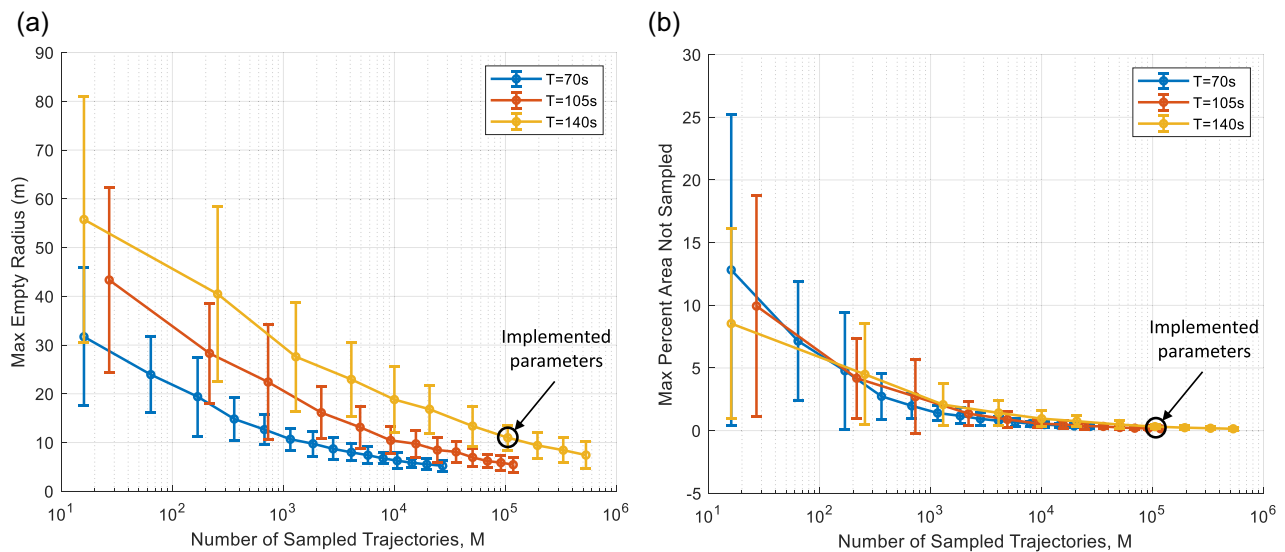 (a)
90
80
70
60
50
40
30
20
10
0
Max Empty Radius (m)
T=70s
T=105s
T=140s
Implemented
parameters
10^1
10^2
10^3
10^4
10^5
10^6
Number of Sampled Trajectories, M
(b)
30
25
20
15
10
5
0
-5
Max Percent Area Not Sampled
T=70s
T=105s
T=140s
Implemented
parameters
10^1
10^2
10^3
10^4
10^5
10^6
Number of Sampled Trajectories, M